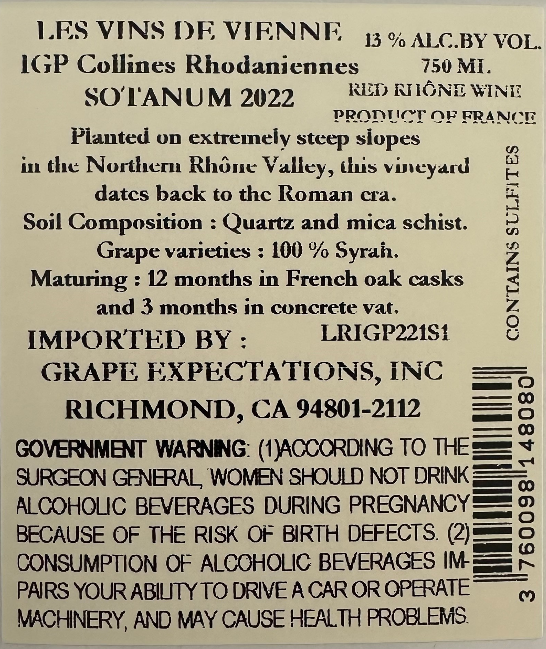 LES VINS DE VIENNE
13 % ALC.BY VOL.
IGP Collines Rhodaniennes
750 ML
SOTANUM 2022
RED RHÔNE WINE
PRODUCT OF FRANCE
Planted on extremely steep slopes
in the Northern Rhône Valley, this vineyard
dates back to the Roman era.
Soil Composition : Quartz and mica schist.
Grape varieties : 100 % Syrah.
Maturing : 12 months in French oak casks
and 3 months in concrete vat.
CONTAINS SULFITES
IMPORTED BY :
LRIGP221S1
GRAPE EXPECTATIONS, INC
RICHMOND, CA 94801-2112
GOVERNMENT WARNING: (1)ACCORDING TO THE
SURGEON GENERAL, WOMEN SHOULD NOT DRINK
ALCOHOLIC BEVERAGES DURING PREGNANCY
BECAUSE OF THE RISK OF BIRTH DEFECTS. (2)
CONSUMPTION OF ALCOHOLIC BEVERAGES IM-
PAIRS YOUR ABILITY TO DRIVE A CAR OR OPERATE
MACHINERY, AND MAY CAUSE HEALTH PROBLEMS.
3 760098 148080